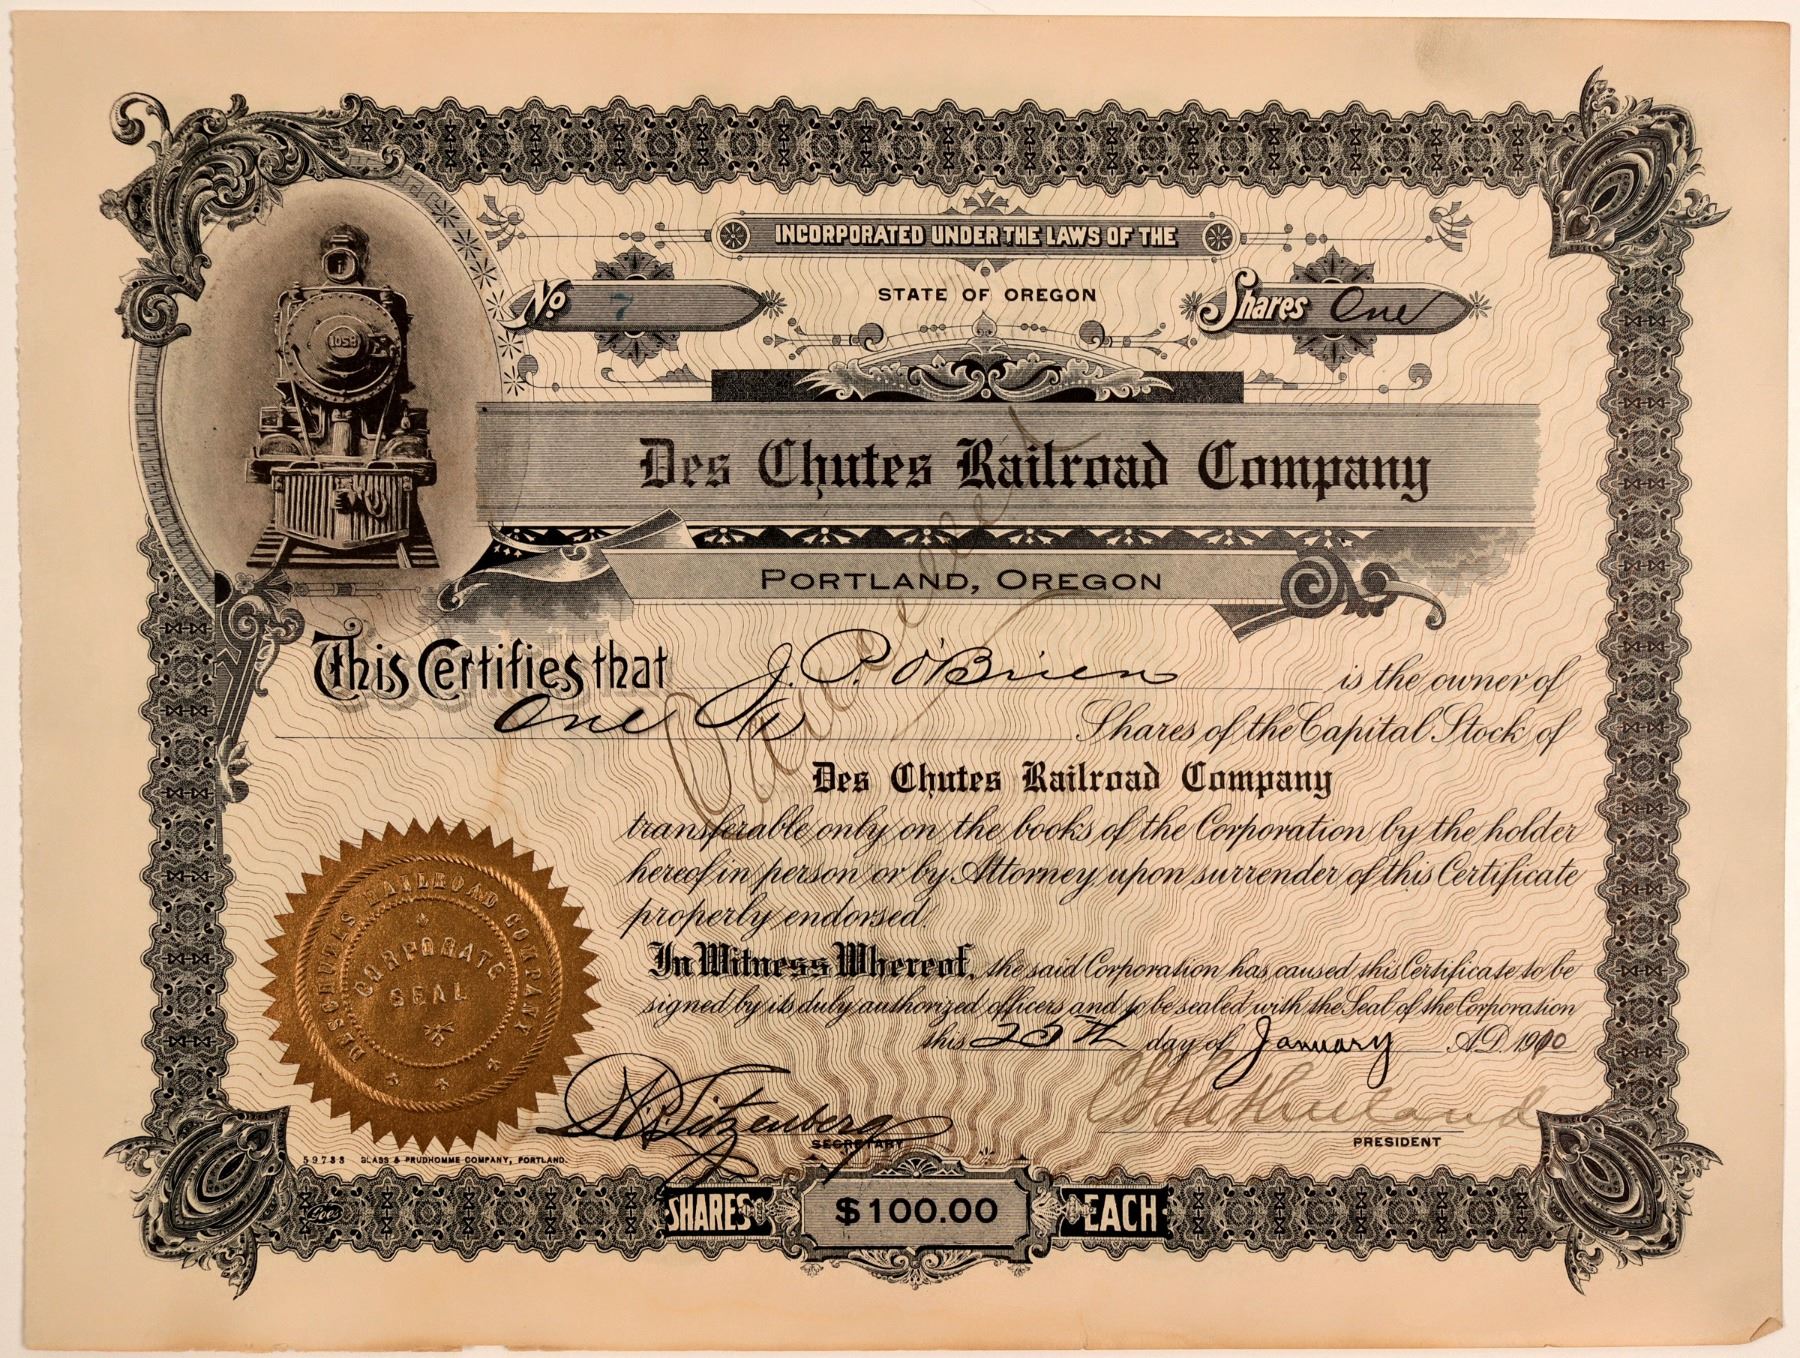 INCORPORATED UNDER THE LAWS OF THE
STATE OF OREGON
No 7
Shares One
1058
Des Chutes Railroad Company
PORTLAND, OREGON
Cancelled
This Certifies that J. P. O'Brien is the owner of
One Shares of the Capital Stock of
Des Chutes Railroad Company
transferable only on the books of the Corporation by the holder
hereof in person or by Attorney upon surrender of this Certificate
properly endorsed.
In Witness Whereof, the said Corporation has caused this Certificate to be
signed by its duly authorized officers and to be sealed with the Seal of the Corporation
this 25th day of January A.D. 1910
DESCHUTES RAILROAD COMPANY
CORPORATE
SEAL
SECRETARY
PRESIDENT
59733 GLASS & PRUDHOMME COMPANY, PORTLAND.
Goes
SHARES $100.00 EACH